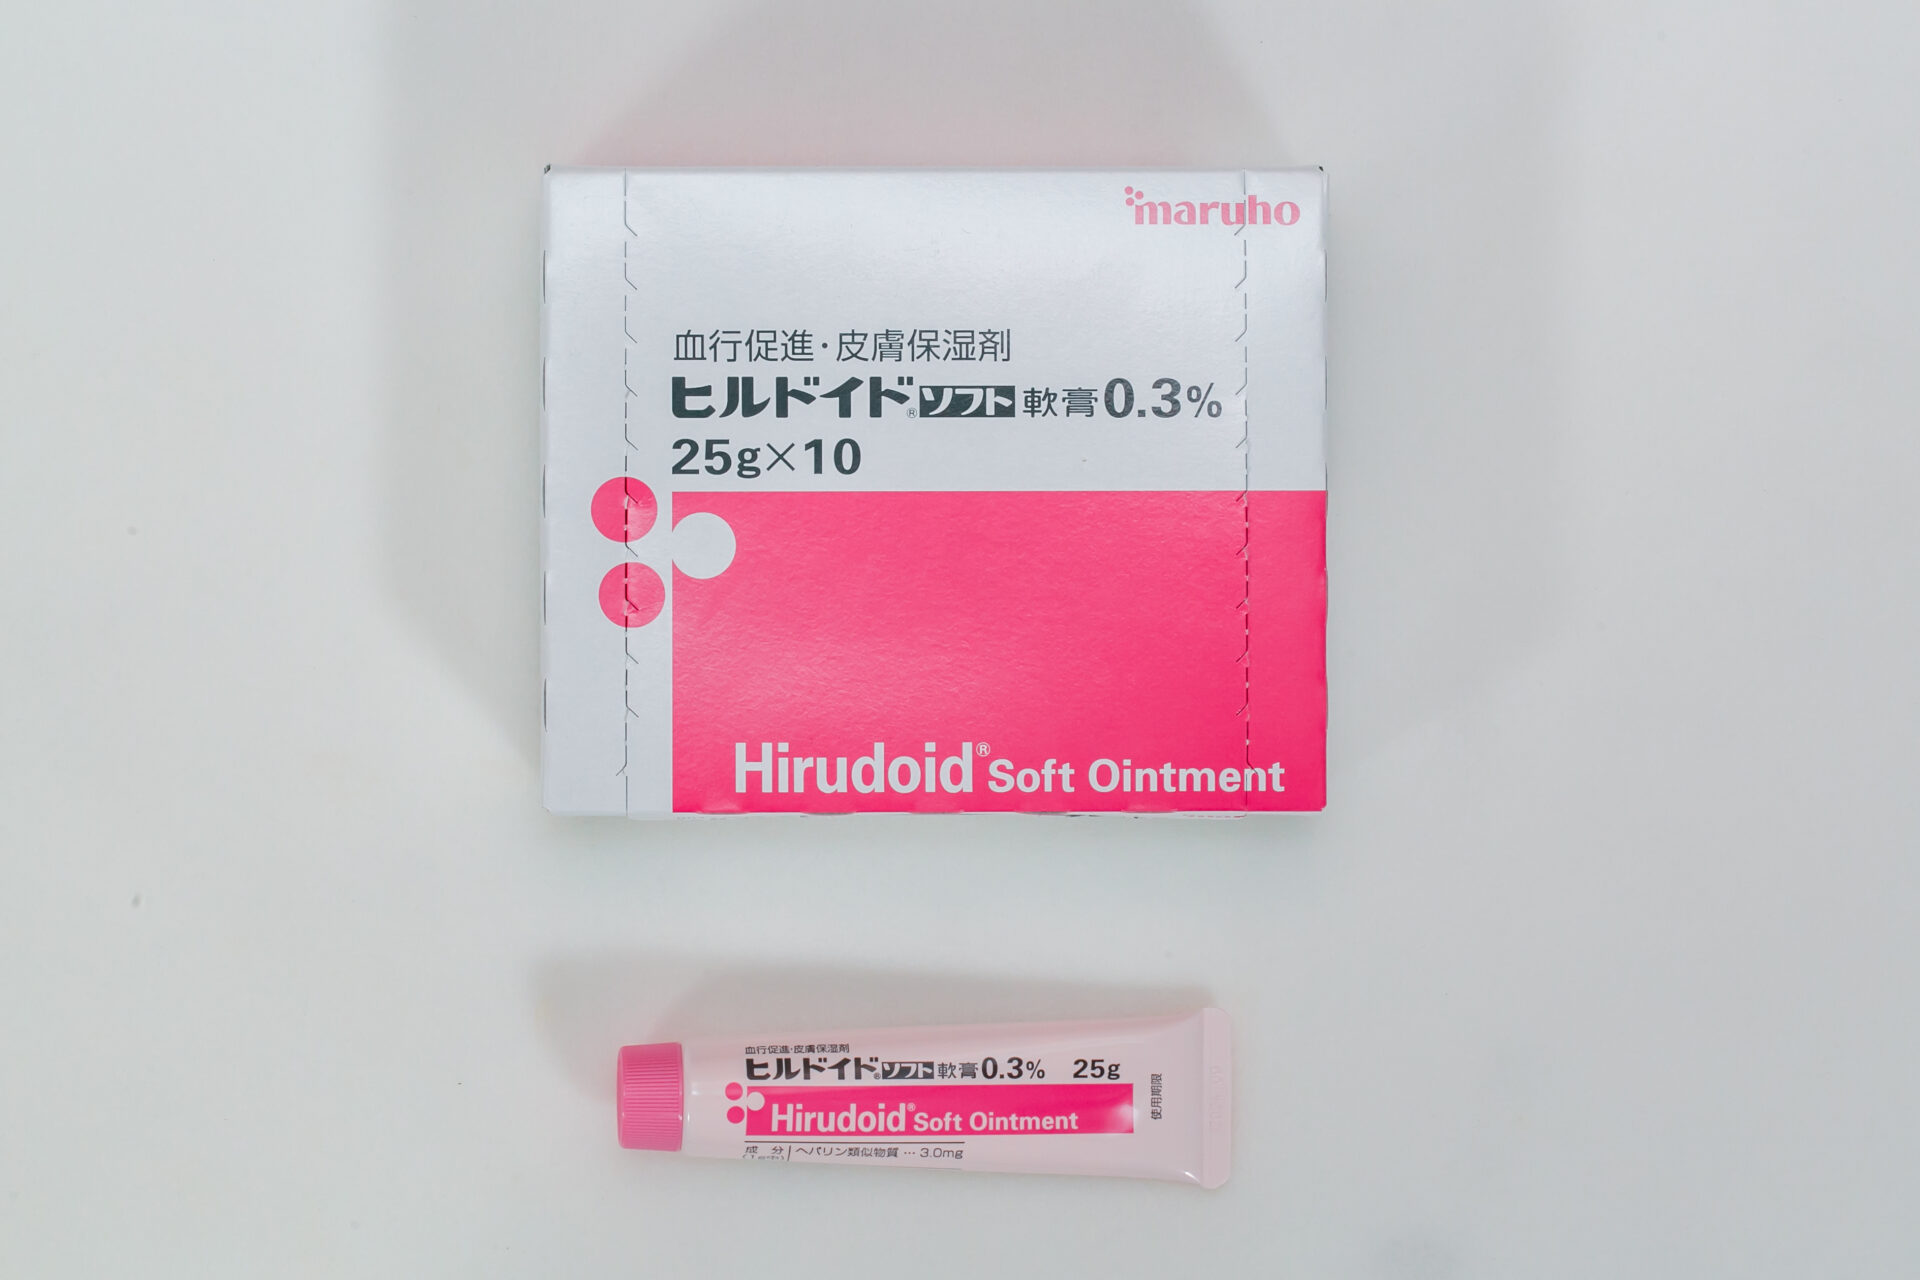 maruho
血行促進・皮膚保湿剤
ヒルドイド®ソフト軟膏0.3%
25g×10
Hirudoid® Soft Ointment
血行促進・皮膚保湿剤
ヒルドイド®ソフト軟膏0.3% 25g
Hirudoid® Soft Ointment
使用期限
成分 ヘパリン類似物質…3.0mg